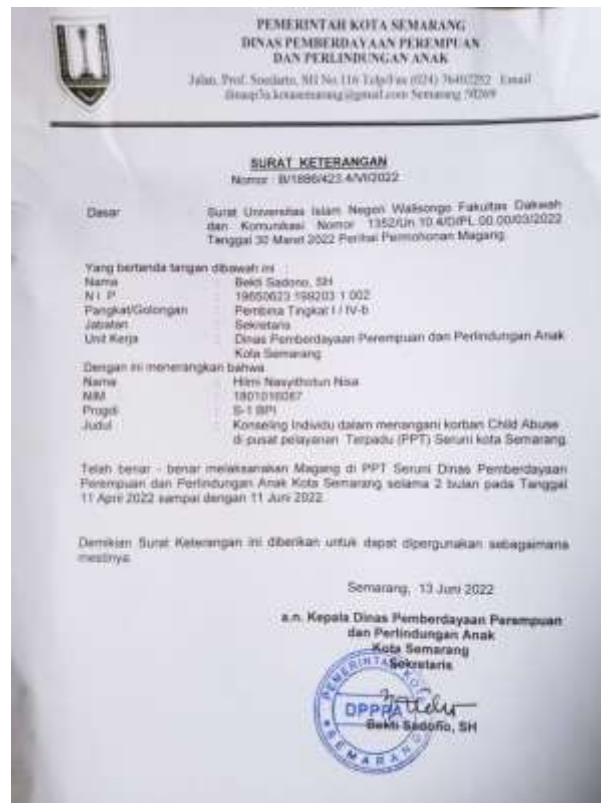 PEMERINTAH KOTA SEMARANG
DINAS PEMBERDAYAAN PEREMPUAN
DAN PERLINDUNGAN ANAK
Jalan. Prof. Soedarto, SH No.116 Telp/Fax (024) 76402252 Email
Semarang 50269
SURAT KETERANGAN
Nomor : B/1886/423.4/VI/2022
Dasar Surat Universitas Islam Negeri Walisongo Fakultas Dakwah
dan Komunikasi Nomor 1352/Un.10.4/D/PL.00.00/03/2022
Tanggal 30 Maret 2022 Perihal Permohonan Magang.
Yang bertanda tangan dibawah ini :
Nama : Bekti Sadono, SH
N I P : 19650623 199203 1 002
Pangkat/Golongan : Pembina Tingkat I / IV-b
Jabatan : Sekretaris
Unit Kerja : Dinas Pemberdayaan Perempuan dan Perlindungan Anak
Kota Semarang
Dengan ini menerangkan bahwa
Nama : Hilmi Nasyithotun Nisa
NIM : 1801016087
Progdi : S-1 BPI
Judul : Konseling Individu dalam menangani korban Child Abuse
di pusat pelayanan Terpadu (PPT) Seruni kota Semarang.
Telah benar - benar melaksanakan Magang di PPT Seruni Dinas Pemberdayaan
Perempuan dan Perlindungan Anak Kota Semarang selama 2 bulan pada Tanggal
11 April 2022 sampai dengan 11 Juni 2022.
Demikian Surat Keterangan ini diberikan untuk dapat dipergunakan sebagaimana
mestinya.
Semarang, 13 Juni 2022
a.n. Kepala Dinas Pemberdayaan Perempuan
dan Perlindungan Anak
Kota Semarang
Sekretaris
PEMERINTAH KOTA
DPPPA
SEMARANG
Bekti Sadono, SH